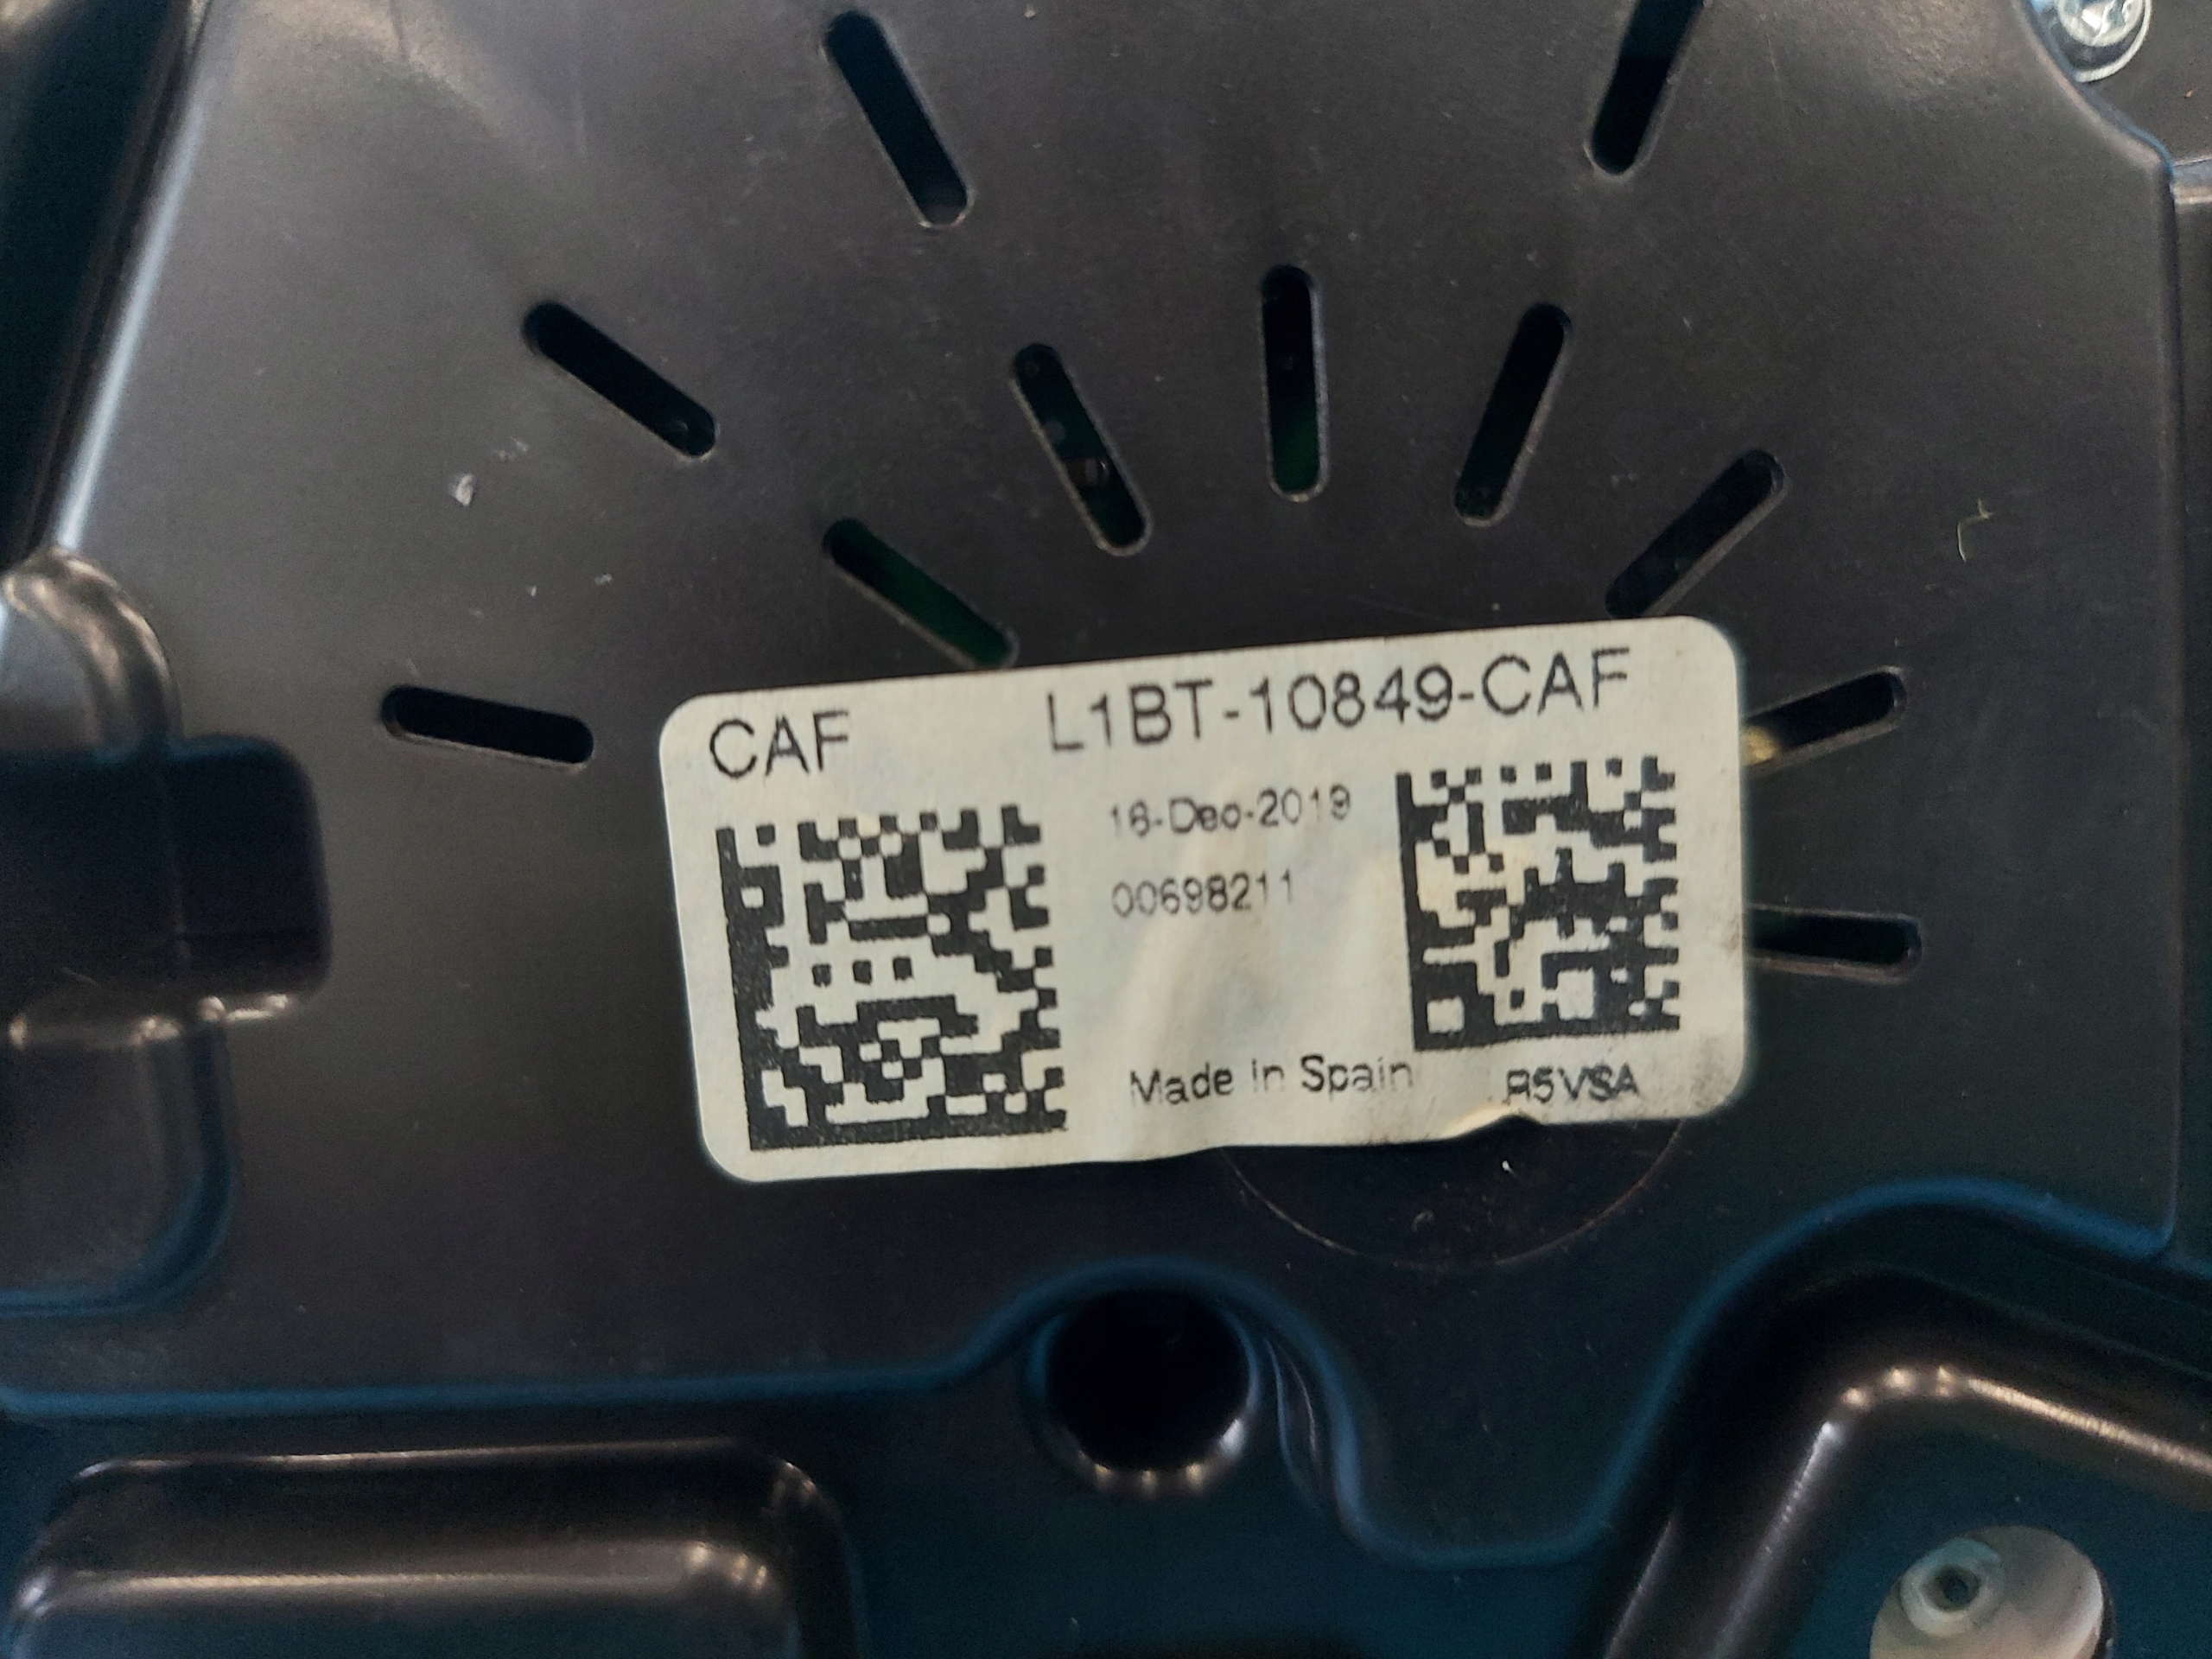 CAF L1BT-10849-CAF
16-Dec-2019
00698211
Made in Spain R5VSA